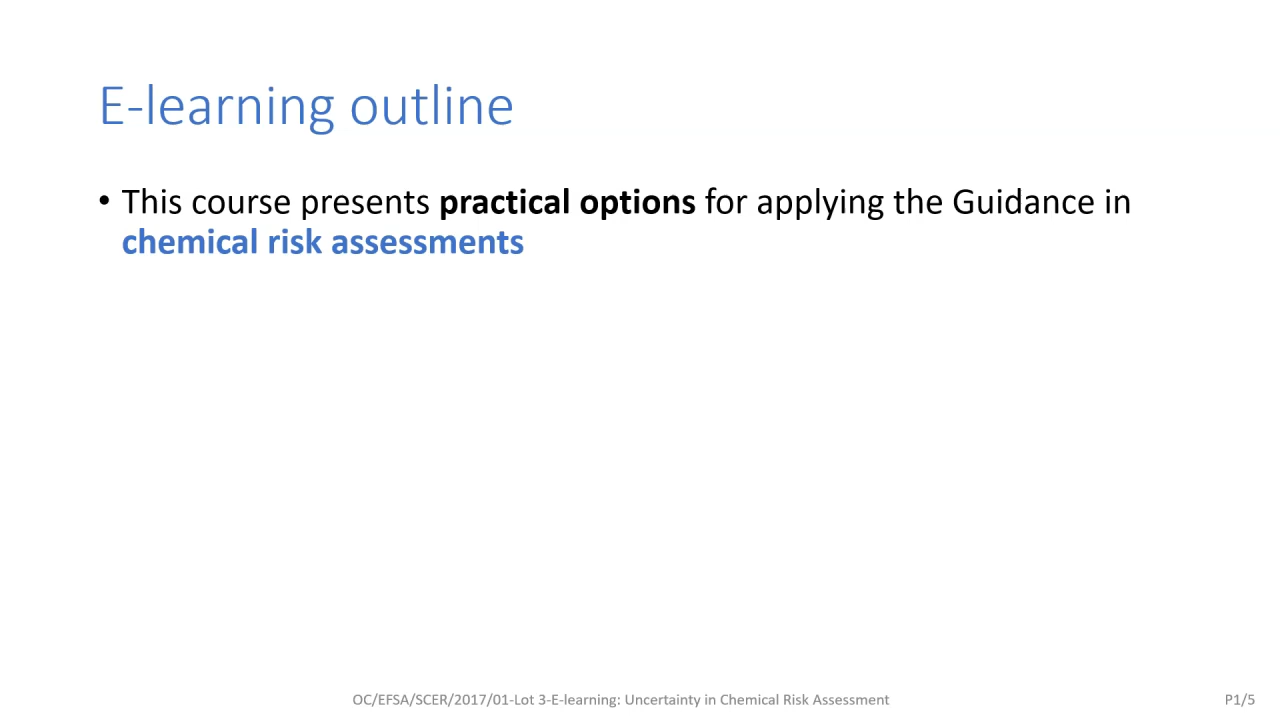 E-learning outline
• This course presents practical options for applying the Guidance in
chemical risk assessments
OC/EFSA/SCER/2017/01-Lot 3-E-learning: Uncertainty in Chemical Risk Assessment
P1/5